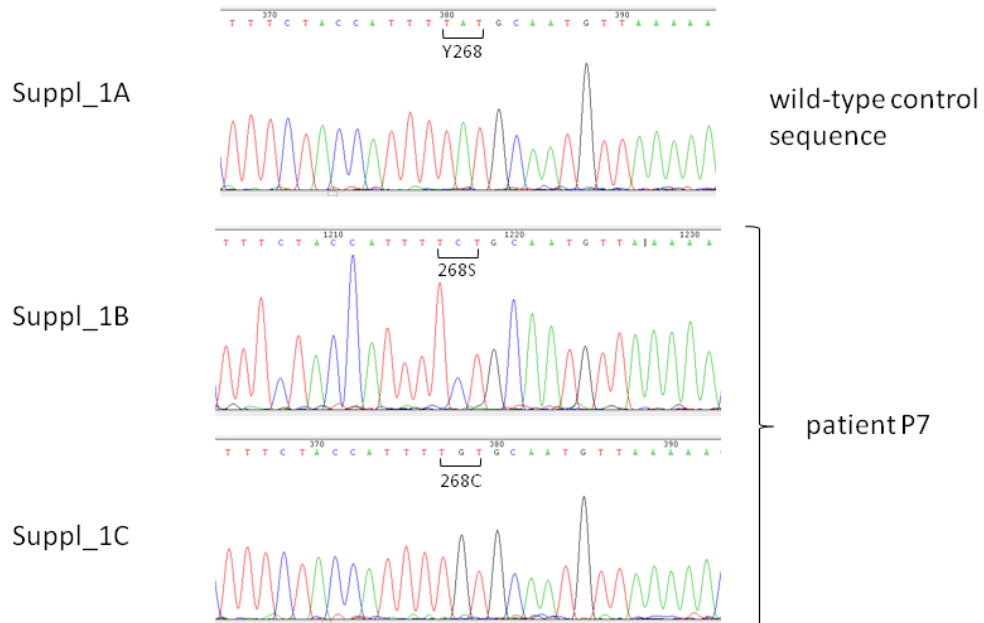 370 380 390
T T T C T A C C A T T T T A T G C A A T G T T A A A A A
Y268
Suppl_1A
wild-type control
sequence
1210 1220 1230
T T T C T A C C A T T T T C T G C A A T G T T A A A A A
268S
Suppl_1B
patient P7
370 380 390
T T T C T A C C A T T T T G T G C A A T G T T A A A A A
268C
Suppl_1C